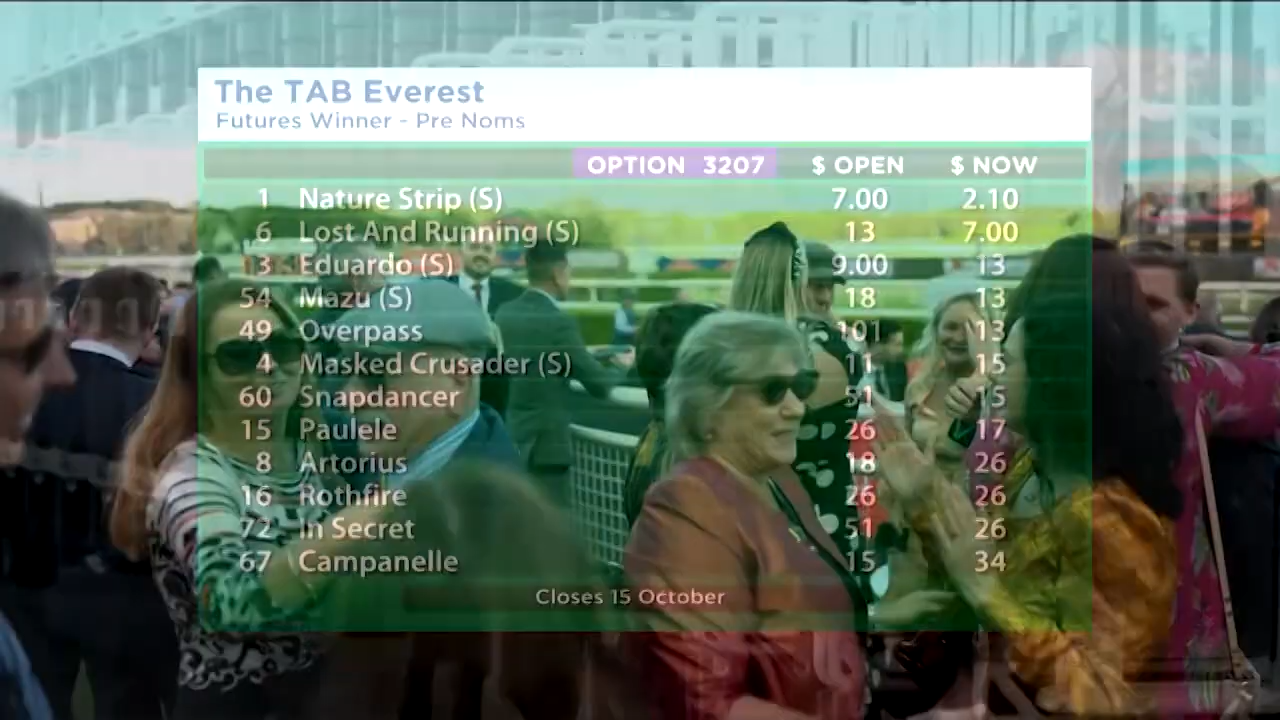 The TAB Everest
Futures Winner - Pre Noms
OPTION 3207 $ OPEN $ NOW
1 Nature Strip (S) 7.00 2.10
6 Lost And Running (S) 13 7.00
3 Eduardo (S) 9.00 13
54 Mazu (S) 18 13
49 Overpass 101 13
4 Masked Crusader (S) 11 15
60 Snapdancer 51 15
15 Paulele 26 17
8 Artorius 18 26
16 Rothfire 26 26
72 In Secret 51 26
67 Campanelle 15 34
Closes 15 October